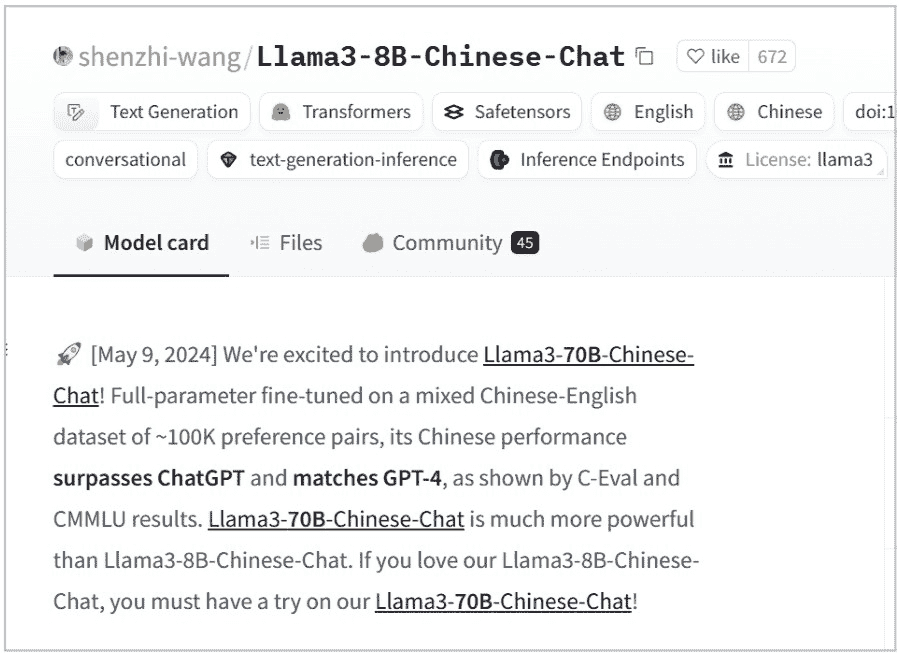 shenzhi-wang/Llama3-8B-Chinese-Chat like 672
Text Generation Transformers Safetensors English Chinese doi:1
conversational text-generation-inference Inference Endpoints License: llama3
Model card Files Community 45
🚀 [May 9, 2024] We're excited to introduce Llama3-70B-Chinese-
Chat! Full-parameter fine-tuned on a mixed Chinese-English
dataset of ~100K preference pairs, its Chinese performance
surpasses ChatGPT and matches GPT-4, as shown by C-Eval and
CMMLU results. Llama3-70B-Chinese-Chat is much more powerful
than Llama3-8B-Chinese-Chat. If you love our Llama3-8B-Chinese-
Chat, you must have a try on our Llama3-70B-Chinese-Chat!